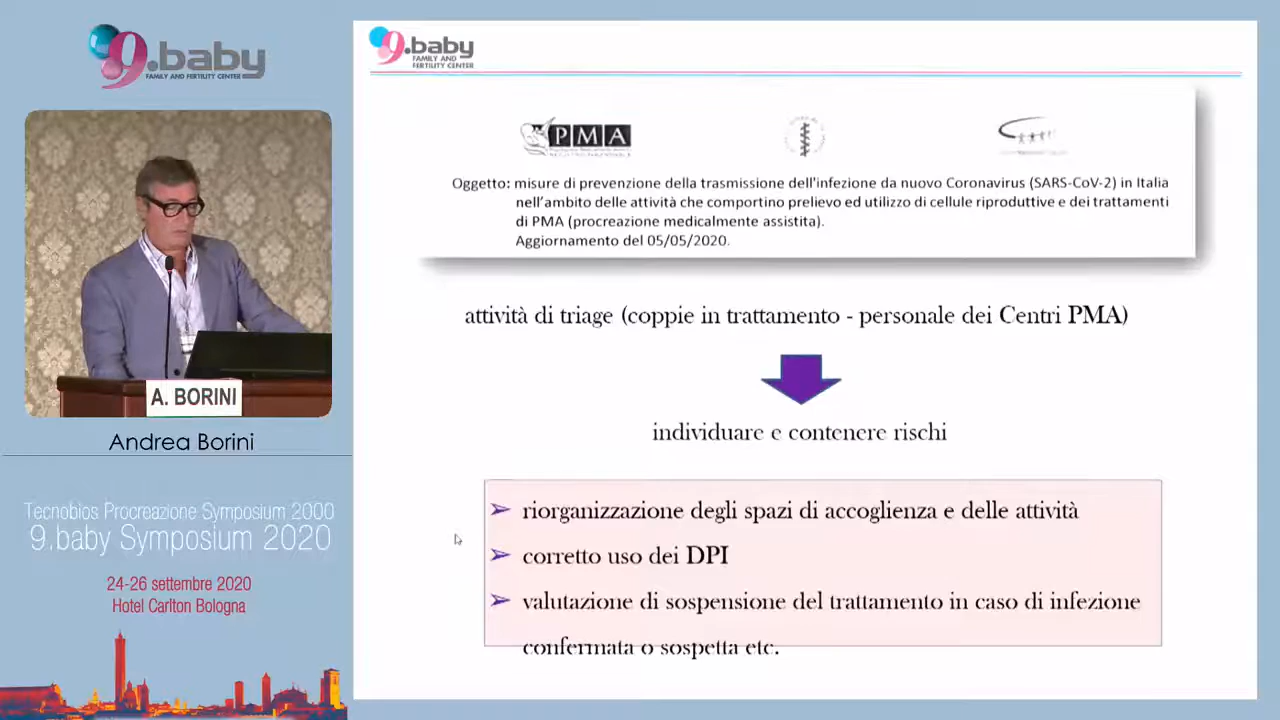 9.baby
FAMILY AND FERTILITY CENTER
A. BORINI
Andrea Borini
Tecnobios Procreazione Symposium 2000
9.baby Symposium 2020
24-26 settembre 2020
Hotel Carlton Bologna
9.baby
FAMILY AND
FERTILITY CENTER
PMA
Oggetto: misure di prevenzione della trasmissione dell'infezione da nuovo Coronavirus (SARS-CoV-2) in Italia
nell'ambito delle attività che comportino prelievo ed utilizzo di cellule riproduttive e dei trattamenti
di PMA (procreazione medicalmente assistita).
Aggiornamento del 05/05/2020.
attività di triage (coppie in trattamento - personale dei Centri PMA)
individuare e contenere rischi
riorganizzazione degli spazi di accoglienza e delle attività
corretto uso dei DPI
valutazione di sospensione del trattamento in caso di infezione
confermata o sospetta etc.